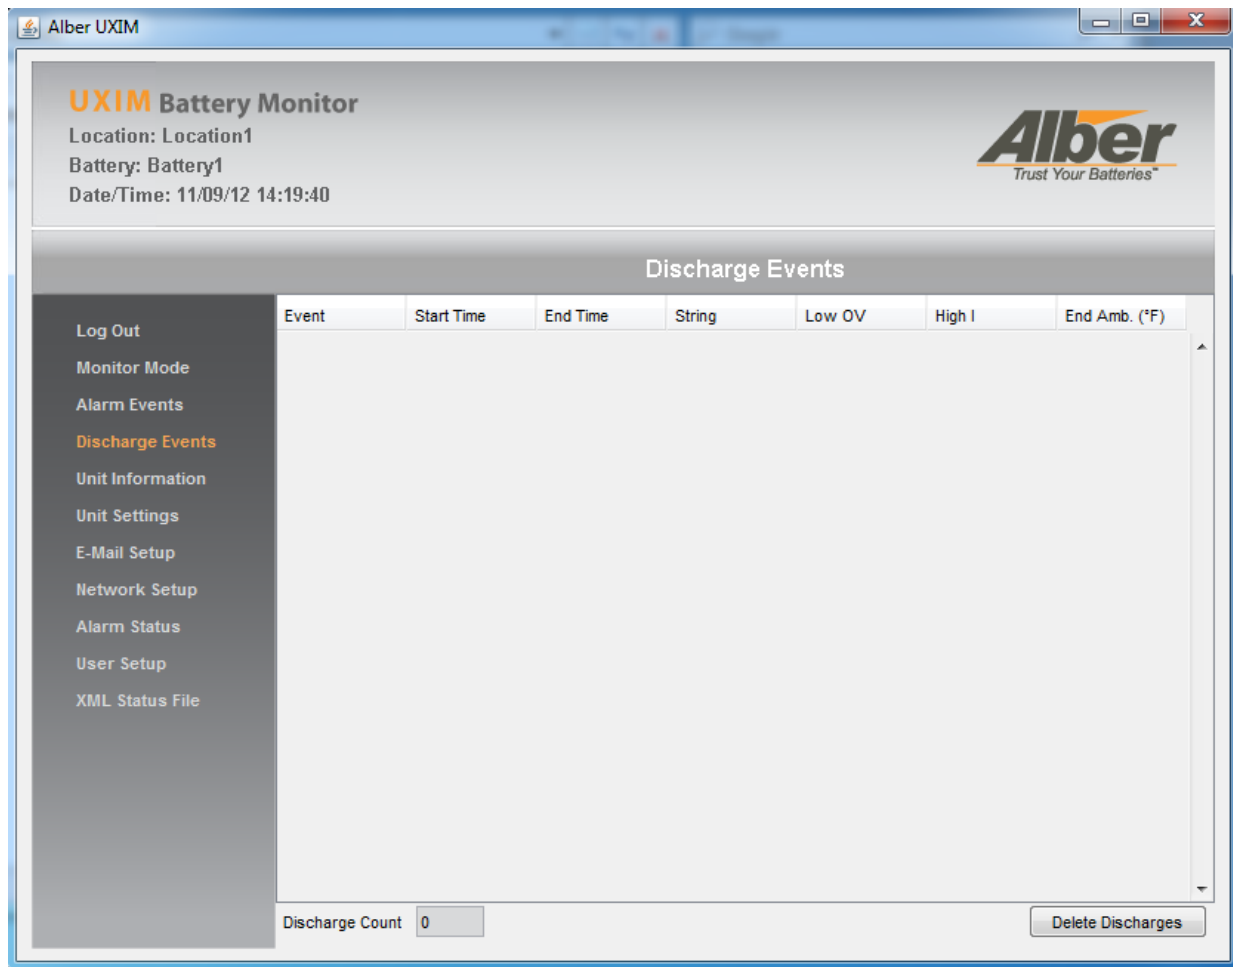 Alber UXIM
UXIM Battery Monitor
Location: Location1
Battery: Battery1
Date/Time: 11/09/12 14:19:40
Alber
Trust Your Batteries™
Discharge Events
Log Out
Monitor Mode
Alarm Events
Discharge Events
Unit Information
Unit Settings
E-Mail Setup
Network Setup
Alarm Status
User Setup
XML Status File
Event Start Time End Time String Low OV High I End Amb. (°F)
Discharge Count 0 Delete Discharges